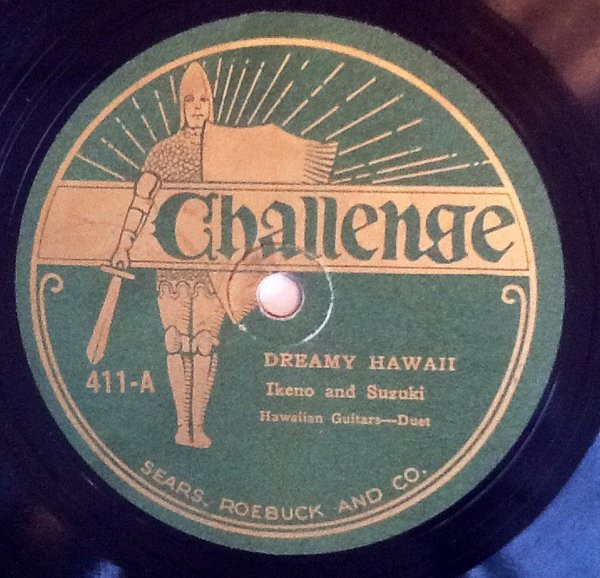 Challenge
411-A
DREAMY HAWAII
Ikeno and Suzuki
Hawaiian Guitars—Duet
SEARS, ROEBUCK AND CO.